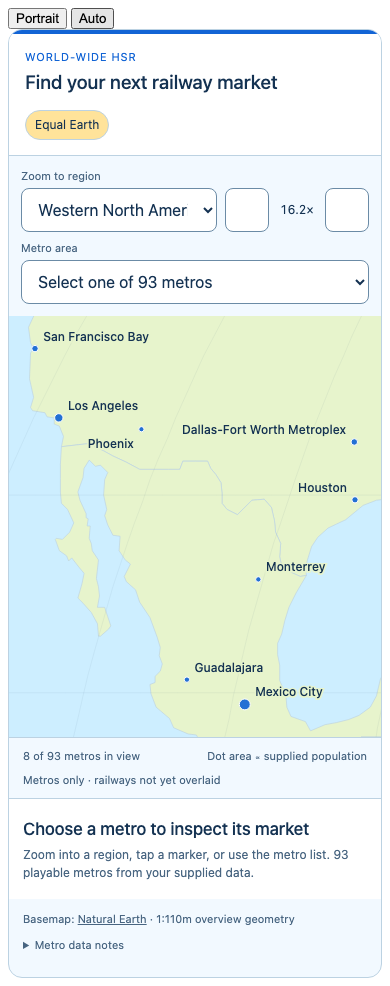 Portrait Auto
WORLD-WIDE HSR
Find your next railway market
Equal Earth
Zoom to region
Western North Amer 16.2×
Metro area
Select one of 93 metros
San Francisco Bay
Los Angeles
Dallas-Fort Worth Metroplex
Phoenix
Houston
Monterrey
Guadalajara
Mexico City
8 of 93 metros in view Dot area = supplied population
Metros only · railways not yet overlaid
Choose a metro to inspect its market
Zoom into a region, tap a marker, or use the metro list. 93
playable metros from your supplied data.
Basemap: Natural Earth · 1:110m overview geometry
Metro data notes